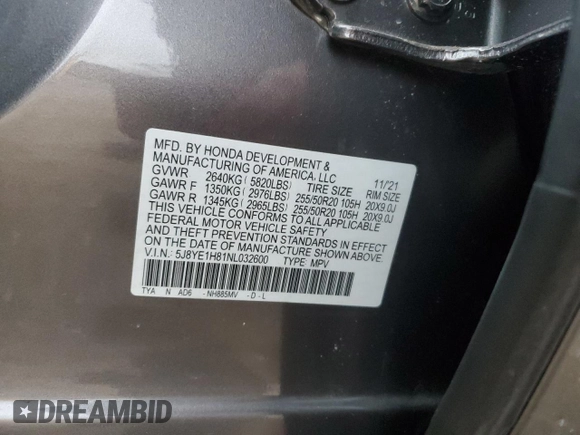 MFD. BY HONDA DEVELOPMENT &
MANUFACTURING OF AMERICA, LLC 11/'21
GVWR 2640KG( 5820LBS) TIRE SIZE RIM SIZE
GAWR F 1350KG( 2976LBS) 255/50R20 105H 20X9.0J
GAWR R 1345KG( 2965LBS) 255/50R20 105H 20X9.0J
THIS VEHICLE CONFORMS TO ALL APPLICABLE
FEDERAL MOTOR VEHICLE SAFETY
AND THEFT PREVENTION STANDARDS IN EFFECT
ON THE DATE OF MANUFACTURE SHOWN ABOVE.
V.I.N.: 5J8YE1H81NL032600 TYPE: MPV
TYA N AD6 - NH885MV - D - L
DREAMBID